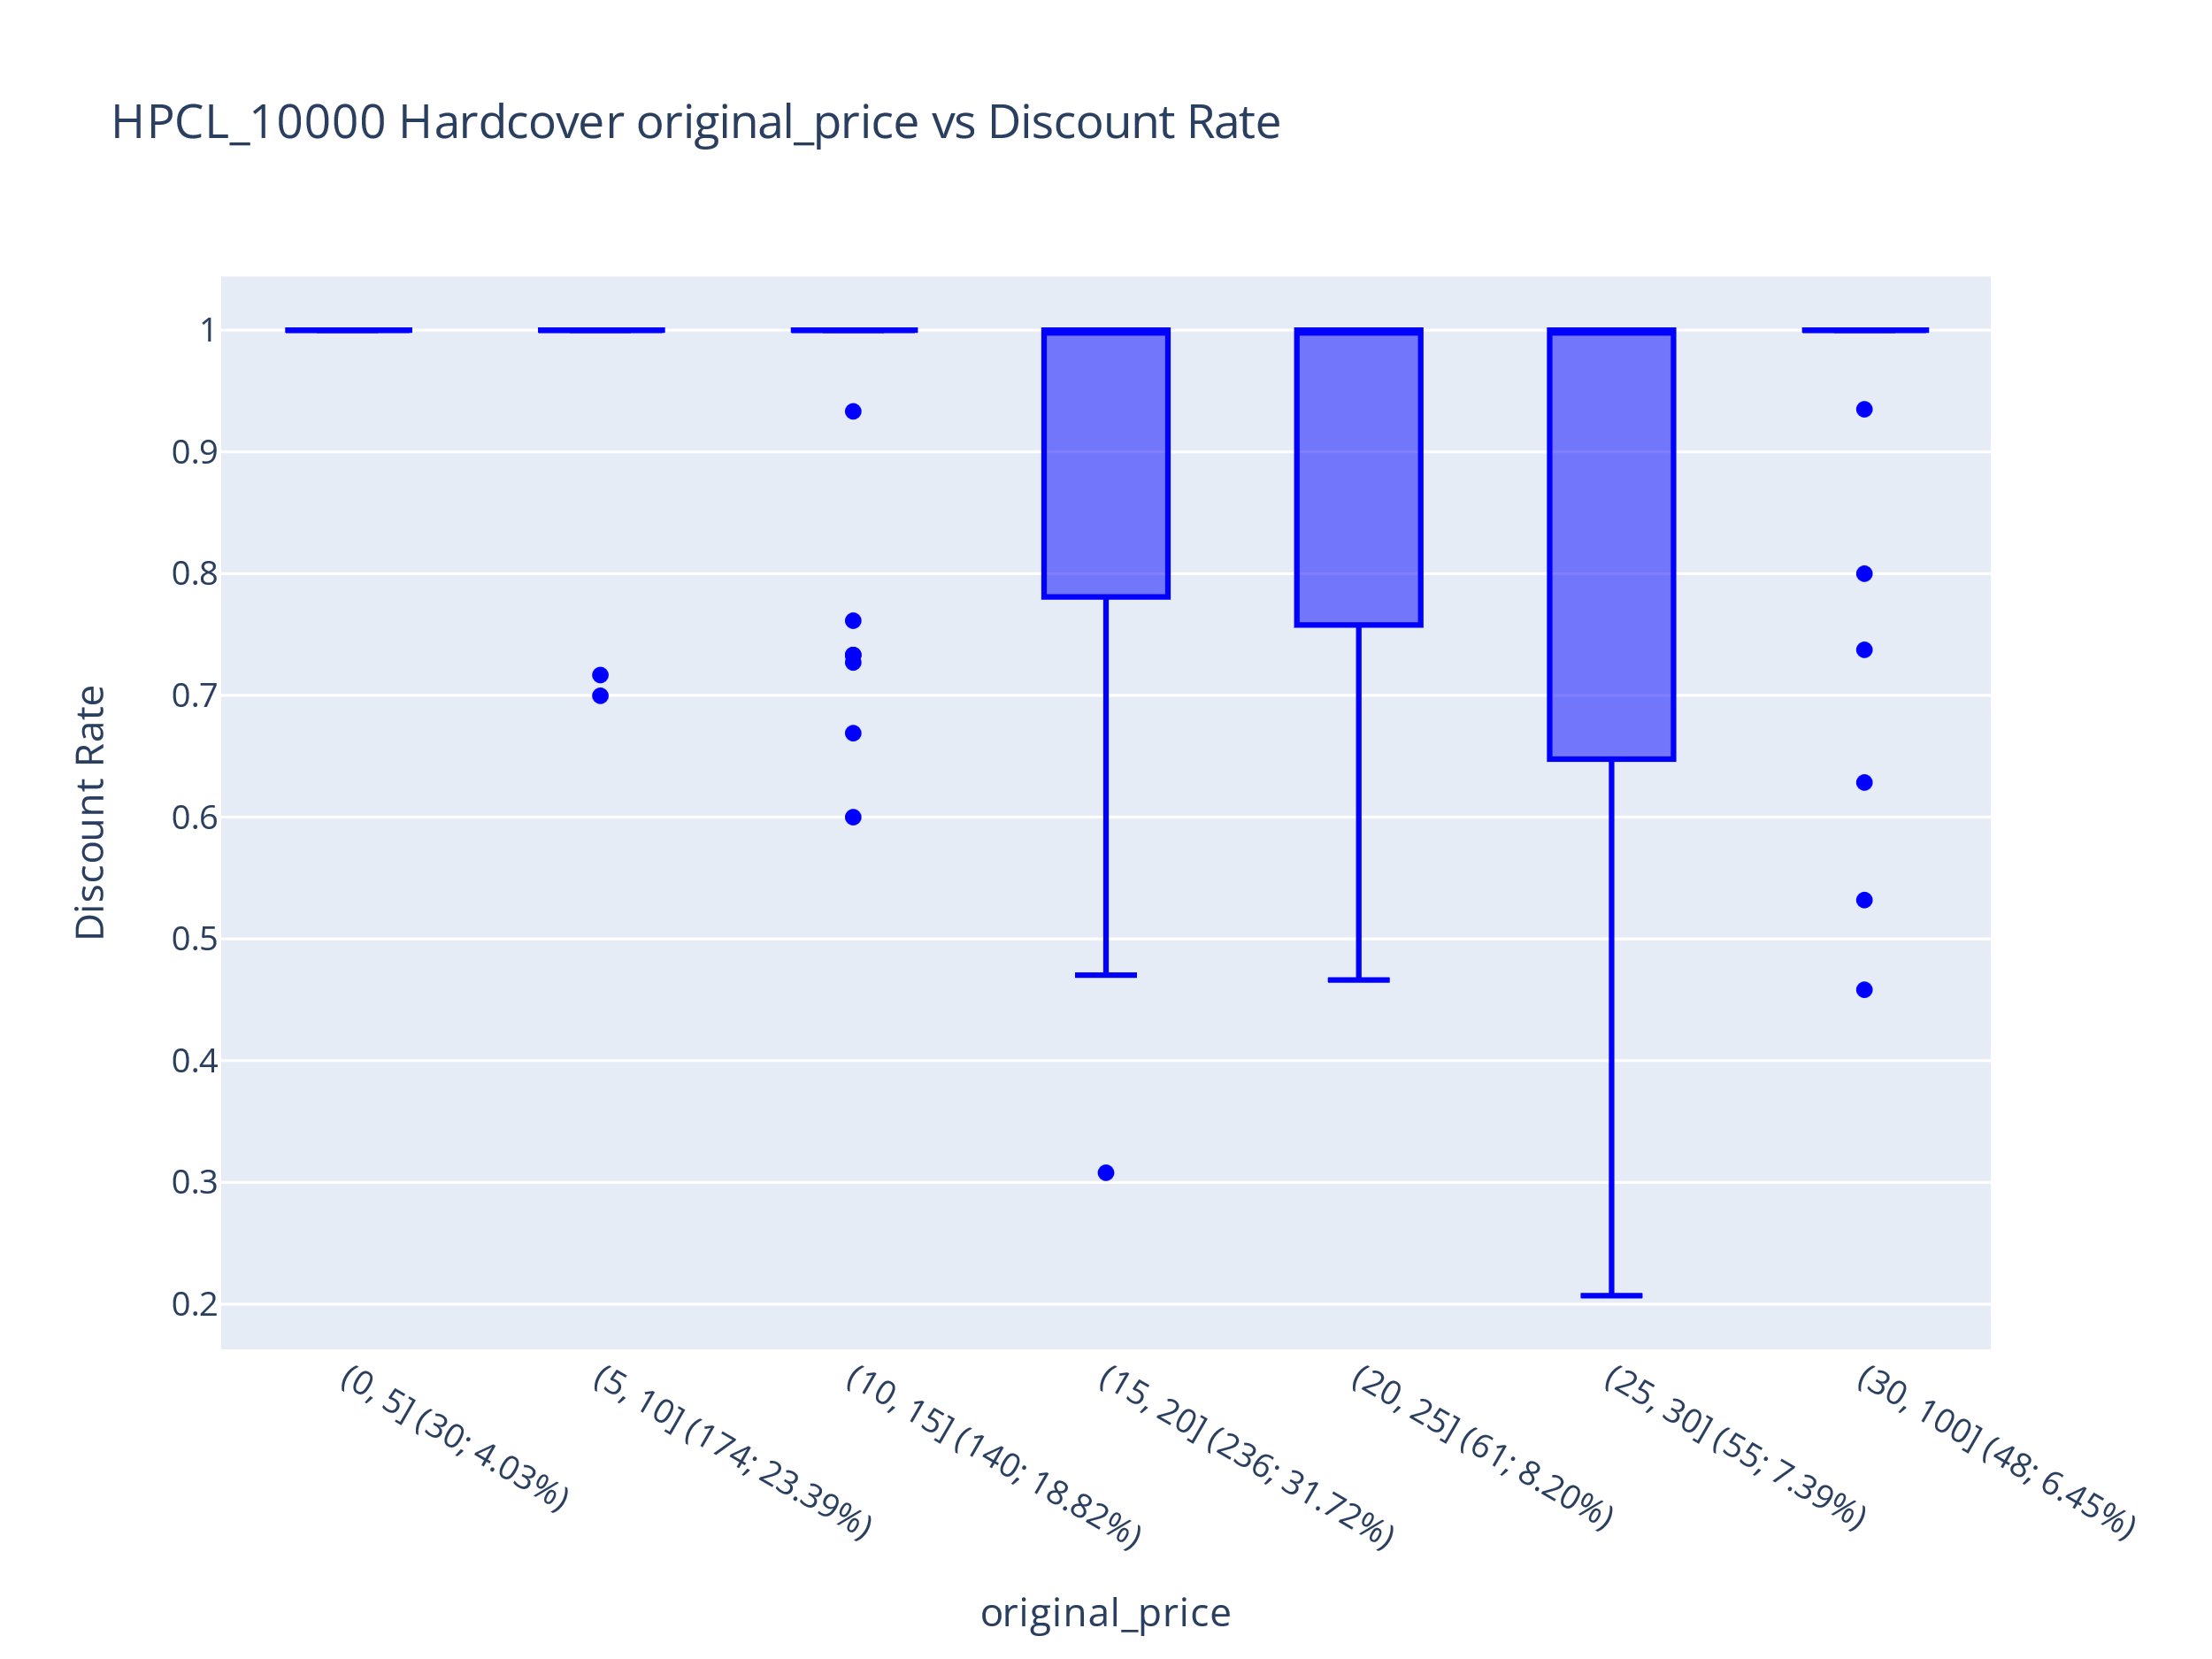 HPCL_10000 Hardcover original_price vs Discount Rate
1
0.9
0.8
0.7
0.6
0.5
0.4
0.3
0.2
Discount Rate
(0, 5] (30; 4.03%)
(5, 10] (174; 23.39%)
(10, 15] (140; 18.82%)
(15, 20] (236; 31.72%)
(20, 25] (61; 8.20%)
(25, 30] (55; 7.39%)
(30, 100] (48; 6.45%)
original_price